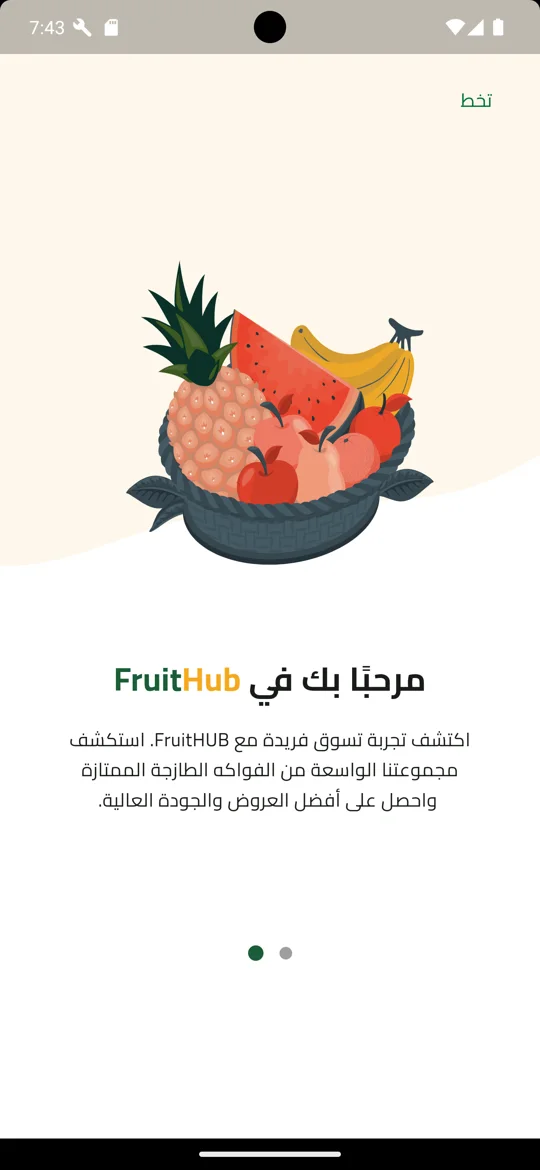 7:43
تخط
مرحبًا بك في FruitHub
اكتشف تجربة تسوق فريدة مع FruitHUB. استكشف
مجموعتنا الواسعة من الفواكه الطازجة الممتازة
واحصل على أفضل العروض والجودة العالية.